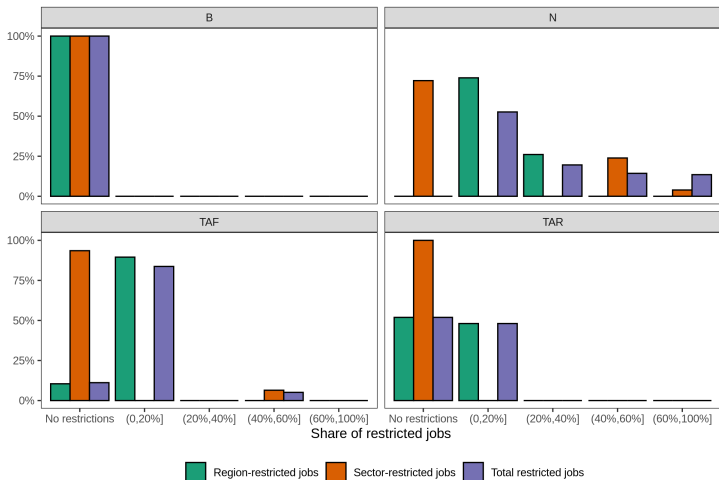 B
N
100%
75%
50%
25%
0%
TAF
TAR
100%
75%
50%
25%
0%
No restrictions (0,20%] (20%,40%] (40%,60%] (60%,100%]
No restrictions (0,20%] (20%,40%] (40%,60%] (60%,100%]
Share of restricted jobs
Region-restricted jobs Sector-restricted jobs Total restricted jobs